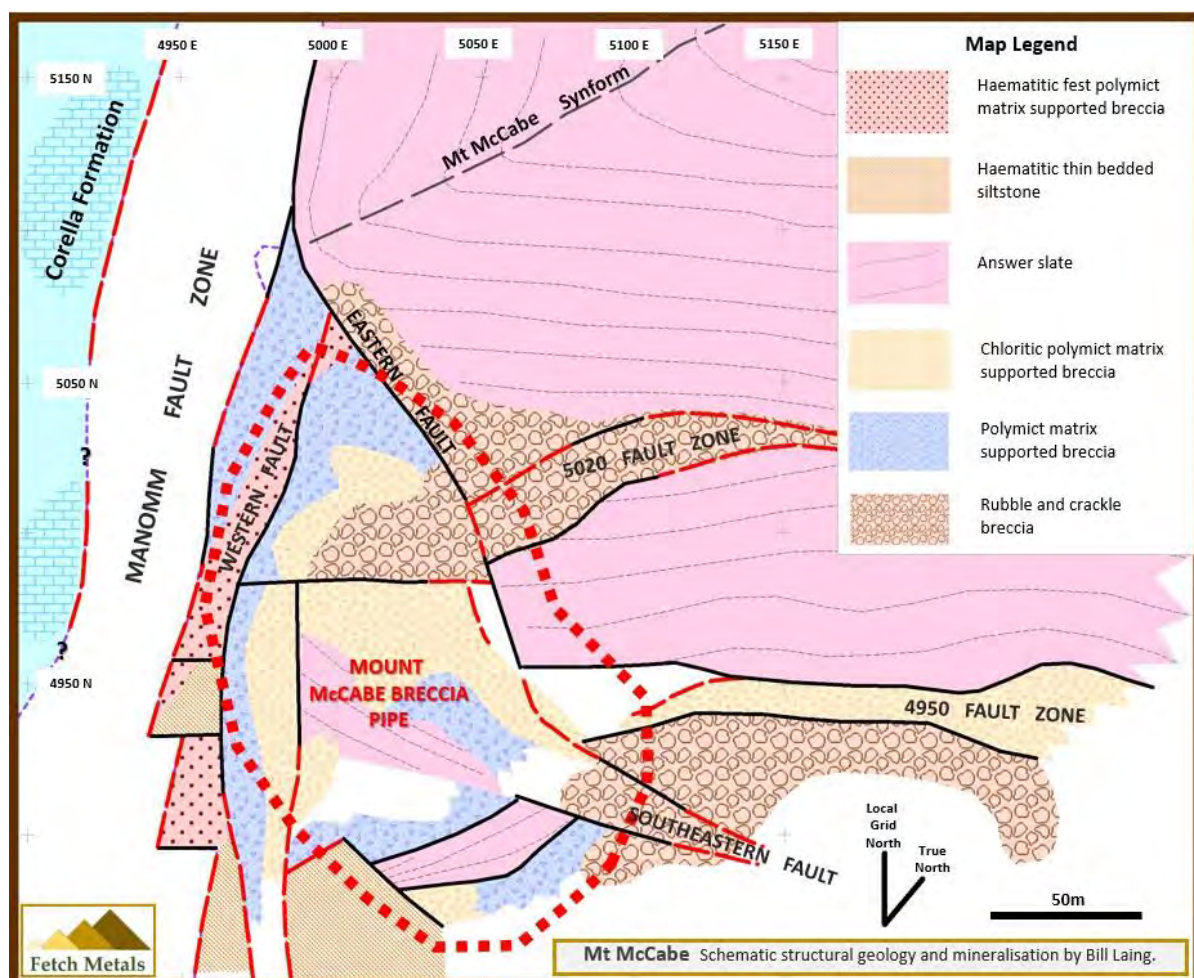 4950 E
5000 E
5050 E
5100 E
5150 E
5150 N
5050 N
4950 N
Corella Formation
MANOMM FAULT ZONE
Mt McCabe Synform
EASTERN FAULT
WESTERN FAULT
5020 FAULT ZONE
MOUNT
McCABE BRECCIA
PIPE
4950 FAULT ZONE
SOUTHEASTERN FAULT
?
?
Map Legend
Haematitic fest polymict
matrix supported breccia
Haematitic thin bedded
siltstone
Answer slate
Chloritic polymict matrix
supported breccia
Polymict matrix
supported breccia
Rubble and crackle
breccia
Local
Grid
North
True
North
50m
Fetch Metals
Mt McCabe Schematic structural geology and mineralisation by Bill Laing.